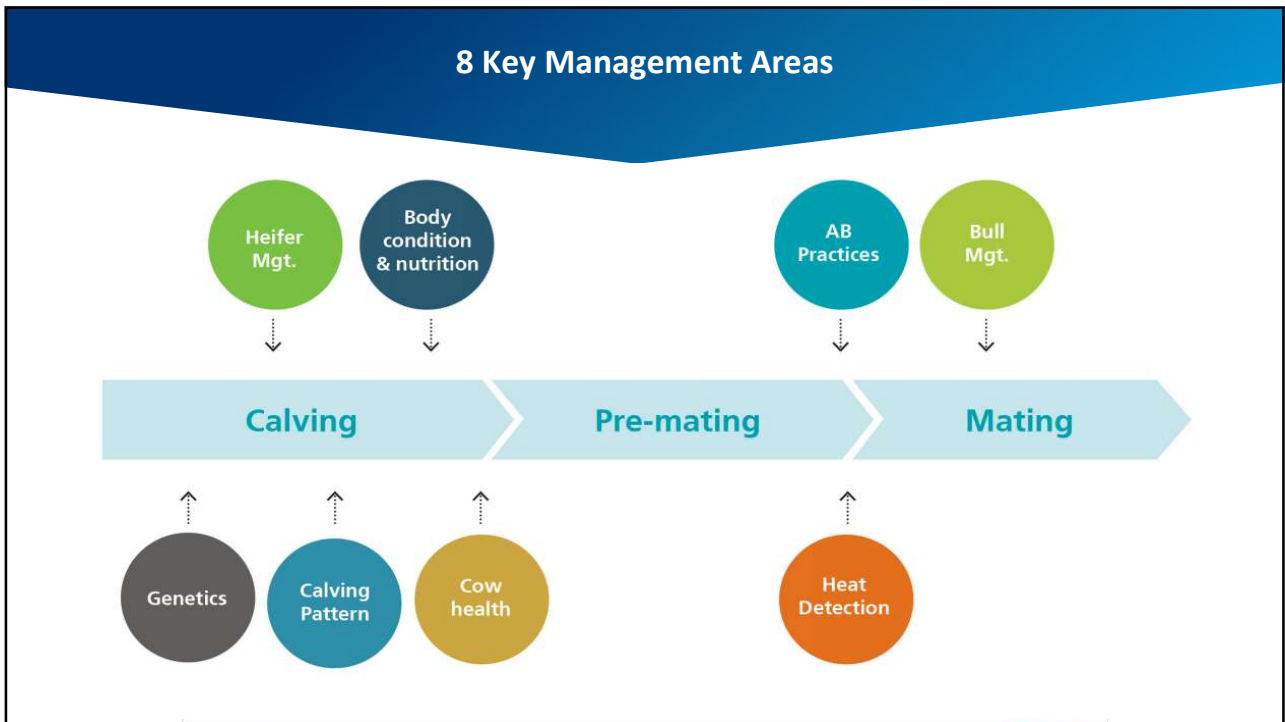 8 Key Management Areas
Heifer
Mgt.
Body
condition
& nutrition
AB
Practices
Bull
Mgt.
Calving
Pre-mating
Mating
Genetics
Calving
Pattern
Cow
health
Heat
Detection